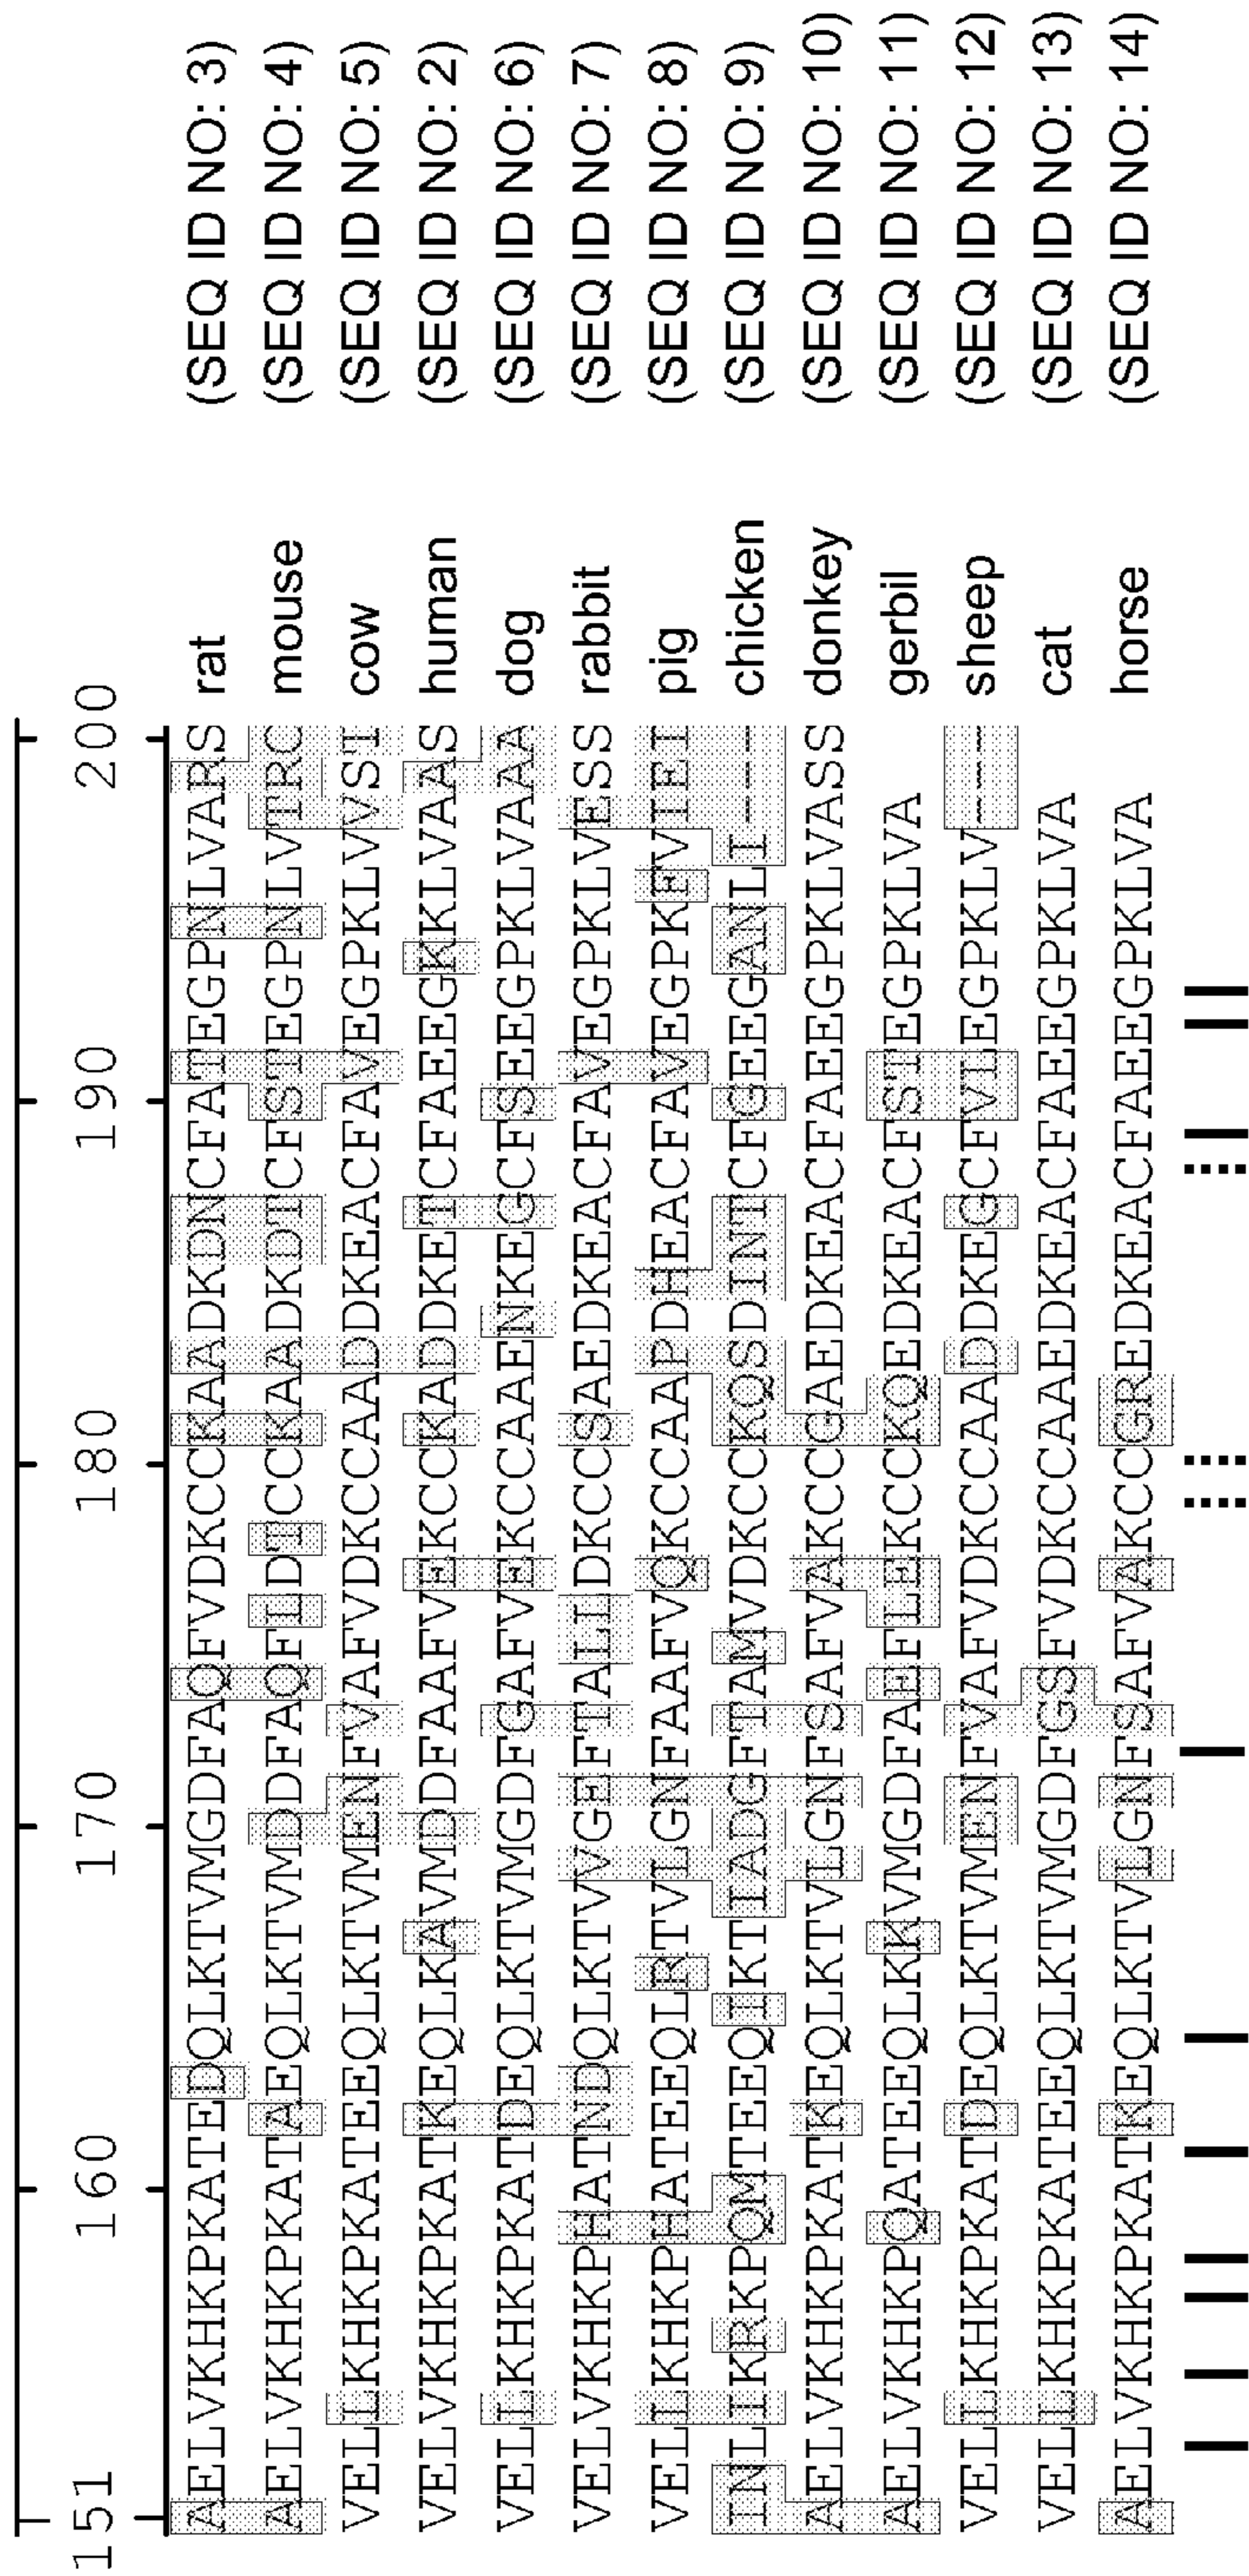 151 160 170 180 190 200
AELVKHKPKATEDQLKTVMGDFAQFVDKCCKAADKDNCFATEGPNLVARS rat (SEQ ID NO: 3)
AELVKHKPKATAEQLKTVMDDFAQFLDTCCKAADKDTCFSTEGPNLVTRC mouse (SEQ ID NO: 4)
VELLKHKPKATEEQLKTVMENFVAFVDKCCAADDKEACFAVEGPKLVVST cow (SEQ ID NO: 5)
VELVKHKPKATKEQLKAVMDDFAAFVEKCCKADDKETCFAEEGKKLVAAS human (SEQ ID NO: 2)
VELLKHKPKATDEQLKTVMGDFGAFVEKCCAAENKEGCFSEEGPKLVAAA dog (SEQ ID NO: 6)
VELVKHKPHATNDQLKTVVGEFTALLDKCCSAEDKEACFAVEGPKLVESS rabbit (SEQ ID NO: 7)
VELLKHKPHATEEQLRTVLGNFAAFVQKCCAAPDHEACFAVEGPKFVIEI pig (SEQ ID NO: 8)
INLIKRKPQMTEEQIKTIADGFTAMVDKCCKQSDINTCFGEEGANLI--- chicken (SEQ ID NO: 9)
AELVKHKPKATKEQLKTVLGNFSAFVAKCCGAEDKEACFAEEGPKLVASS donkey (SEQ ID NO: 10)
AELVKHKPQATEEQLKKVMGDFAEFLEKCCKQEDKEACFSTEGPKLVA gerbil (SEQ ID NO: 11)
VELLKHKPKATDEQLKTVMENFVAFVDKCCAADDKEGCFVLEGPKLV--- sheep (SEQ ID NO: 12)
VELLKHKPKATEEQLKTVMGDFGSFVDKCCAAEDKEACFAEEGPKLVA cat (SEQ ID NO: 13)
AELVKHKPKATKEQLKTVLGNFSAFVAKCCGREDKEACFAEEGPKLVA horse (SEQ ID NO: 14)